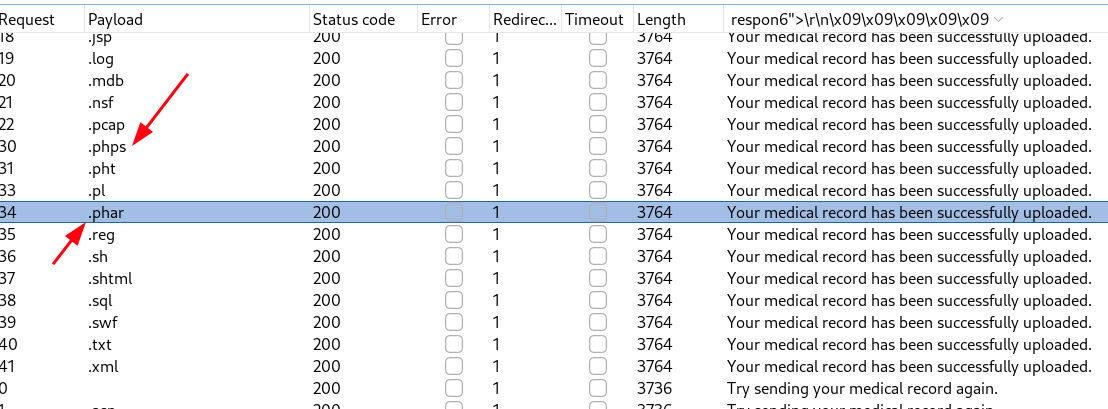 Request Payload Status code Error Redirec... Timeout Length respon6">\r\n\x09\x09\x09\x09\x09
18 .jsp 200 1 3764 Your medical record has been successfully uploaded.
19 .log 200 1 3764 Your medical record has been successfully uploaded.
20 .mdb 200 1 3764 Your medical record has been successfully uploaded.
21 .nsf 200 1 3764 Your medical record has been successfully uploaded.
22 .pcap 200 1 3764 Your medical record has been successfully uploaded.
30 .phps 200 1 3764 Your medical record has been successfully uploaded.
31 .pht 200 1 3764 Your medical record has been successfully uploaded.
33 .pl 200 1 3764 Your medical record has been successfully uploaded.
34 .phar 200 1 3764 Your medical record has been successfully uploaded.
35 .reg 200 1 3764 Your medical record has been successfully uploaded.
36 .sh 200 1 3764 Your medical record has been successfully uploaded.
37 .shtml 200 1 3764 Your medical record has been successfully uploaded.
38 .sql 200 1 3764 Your medical record has been successfully uploaded.
39 .swf 200 1 3764 Your medical record has been successfully uploaded.
40 .txt 200 1 3764 Your medical record has been successfully uploaded.
41 .xml 200 1 3764 Your medical record has been successfully uploaded.
0 200 1 3736 Try sending your medical record again.
200 1 3736 Try sending your medical record again.